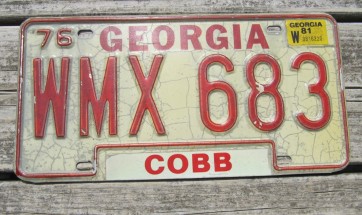 76 GEORGIA
GEORGIA
W 81
WMX 683
COBB